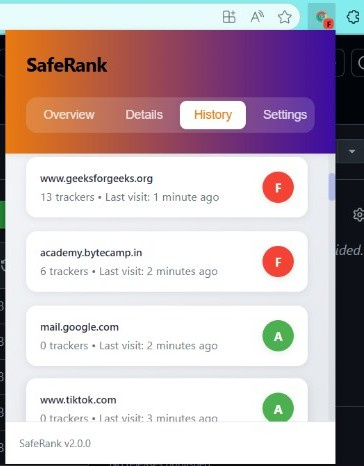 F
SafeRank
Overview Details History Settings
www.geeksforgeeks.org
13 trackers • Last visit: 1 minute ago
F
academy.bytecamp.in
6 trackers • Last visit: 2 minutes ago
F
ided.
mail.google.com
0 trackers • Last visit: 2 minutes ago
A
www.tiktok.com
0 trackers • Last visit: 3 minutes ago
A
SafeRank v2.0.0